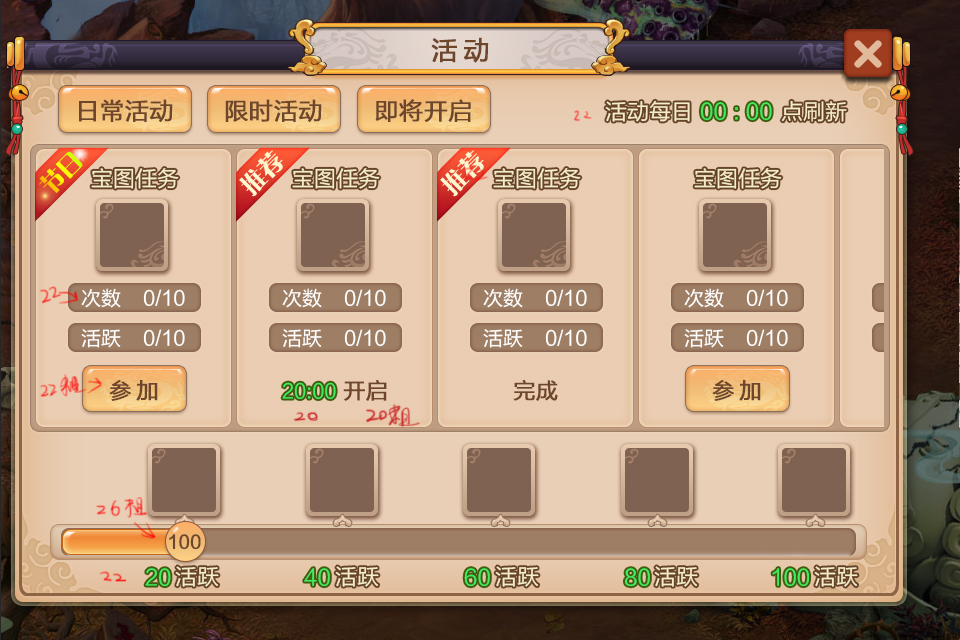 活动
日常活动 限时活动 即将开启 22 活动每日 00:00 点刷新
节日 推荐 推荐
宝图任务 宝图任务 宝图任务 宝图任务
22 次数 0/10 次数 0/10 次数 0/10 次数 0/10
活跃 0/10 活跃 0/10 活跃 0/10 活跃 0/10
22粗 参加 20:00 开启 完成 参加
20 20粗
26粗
100
22 20活跃 40活跃 60活跃 80活跃 100活跃